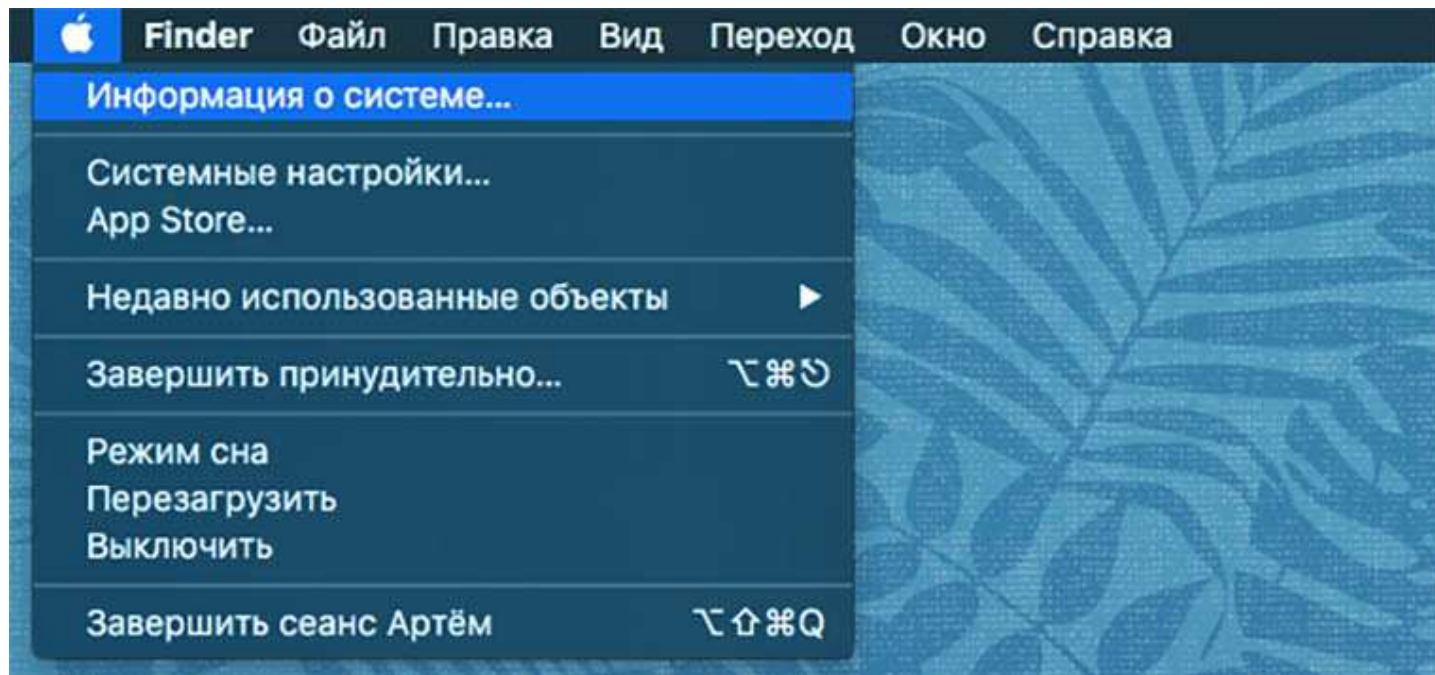 Finder Файл Правка Вид Переход Окно Справка
Информация о системе...
Системные настройки...
App Store...
Недавно использованные объекты ▶
Завершить принудительно... ⌥⌘⎋
Режим сна
Перезагрузить
Выключить
Завершить сеанс Артём ⌥⇧⌘Q